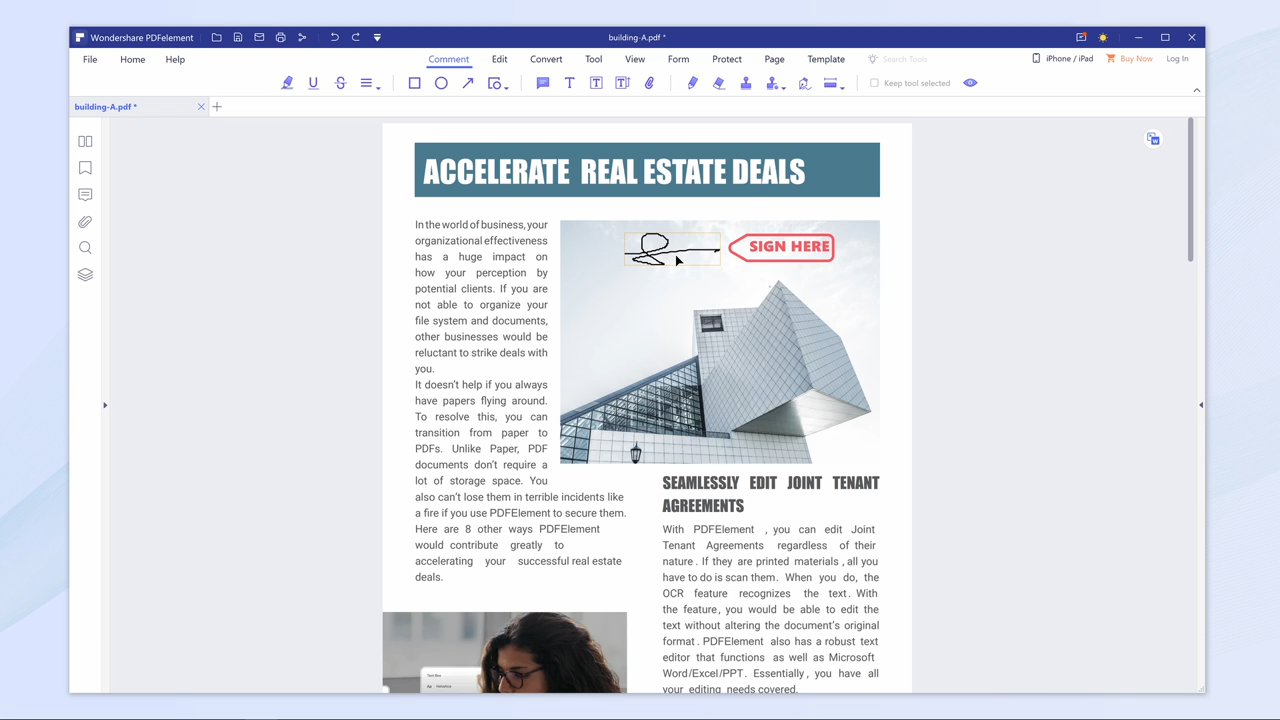 Wondershare PDFelement
building-A.pdf *
File Home Help Comment Edit Convert Tool View Form Protect Page Template Search Tools iPhone / iPad Buy Now Log In
Keep tool selected
building-A.pdf *
ACCELERATE REAL ESTATE DEALS
In the world of business, your
organizational effectiveness
has a huge impact on
how your perception by
potential clients. If you are
not able to organize your
file system and documents,
other businesses would be
reluctant to strike deals with
you.
It doesn't help if you always
have papers flying around.
To resolve this, you can
transition from paper to
PDFs. Unlike Paper, PDF
documents don't require a
lot of storage space. You
also can't lose them in terrible incidents like
a fire if you use PDFElement to secure them.
Here are 8 other ways PDFElement
would contribute greatly to
accelerating your successful real estate
deals.
SIGN HERE
SEAMLESSLY EDIT JOINT TENANT
AGREEMENTS
With PDFElement , you can edit Joint
Tenant Agreements regardless of their
nature . If they are printed materials , all you
have to do is scan them. When you do, the
OCR feature recognizes the text. With
the feature, you would be able to edit the
text without altering the document's original
format . PDFElement also has a robust text
editor that functions as well as Microsoft
Word/Excel/PPT. Essentially, you have all
your editing needs covered.
Text Box
Aa Helvetica